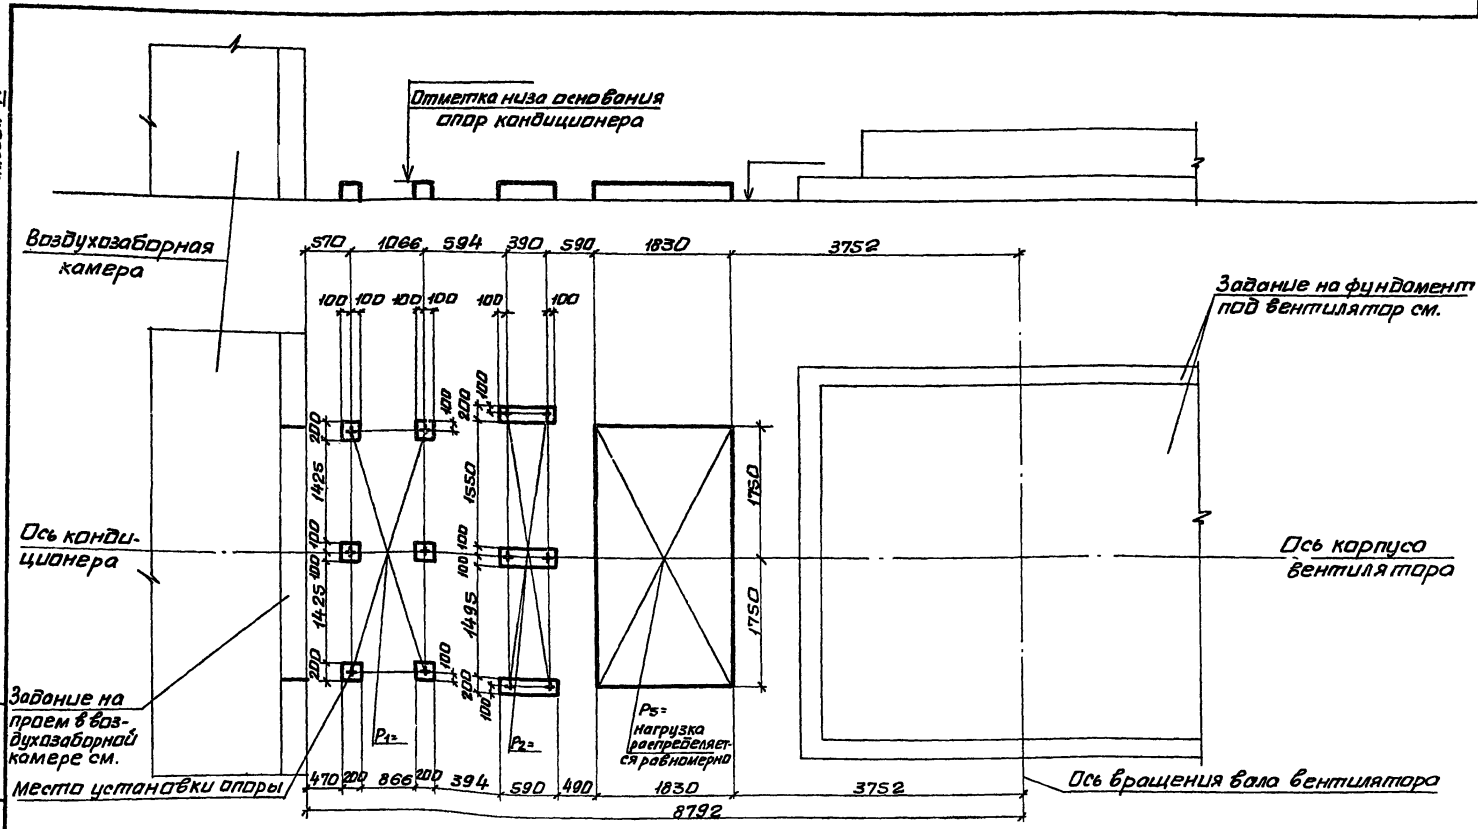 Отметка низа основания
опор кондиционера
Воздухозаборная
камера
570 1066 594 390 590 1830 3752
100 100 100 100 100 100
Задание на фундамент
под вентилятор см.
200
1425
100
100
1425
200
100
100
200
100
1550
100
100
1495
200
100
100
1750
1750
Ось конди-
ционера
Ось корпуса
вентилятора
Задание на
проем в воз-
духозаборной
камере см.
Место установки опоры
P1=
P2=
P5=
нагрузка
распределяет-
ся равномерно
470 200 866 200 394 590 490 1830 3752
8792
Ось вращения вала вентилятора